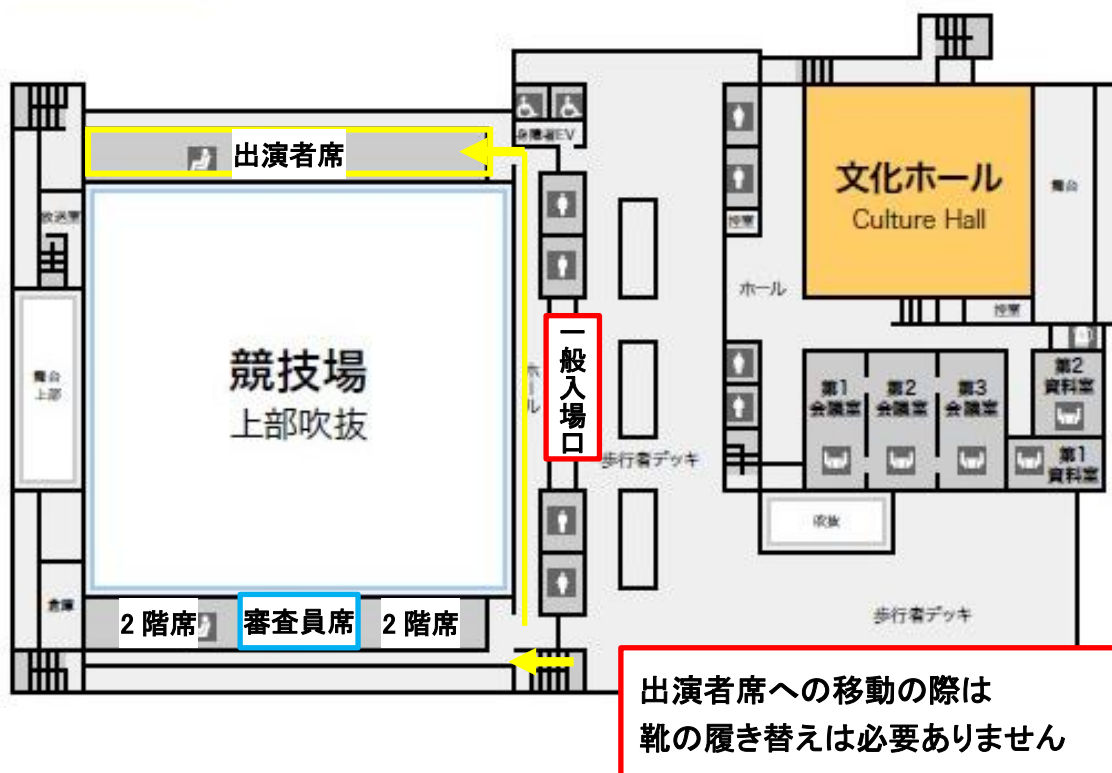 身障者EV
出演者席
文化ホール
Culture Hall
舞台
放送室
控室
ホール
控室
競技場
上部吹抜
舞台
上部
ホール
一般入場口
歩行者デッキ
第1
会議室
第2
会議室
第3
会議室
第2
資料室
第1
資料室
吹抜
倉庫
2階席
審査員席
2階席
歩行者デッキ
出演者席への移動の際は
靴の履き替えは必要ありません